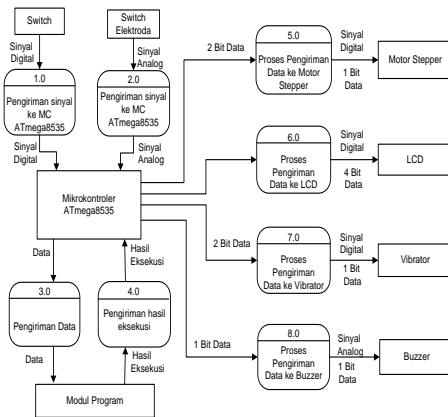 Switch
Switch
Elektroda
Sinyal
Digital
Sinyal
Analog
1.0
Pengiriman sinyal
ke MC
ATmega8535
2.0
Pengiriman sinyal
ke MC
ATmega8535
Sinyal
Digital
Sinyal
Analog
Mikrokontroler
ATmega8535
Data
Hasil
Eksekusi
3.0
Pengiriman Data
4.0
Pengiriman hasil
eksekusi
Data
Hasil
Eksekusi
Modul Program
2 Bit Data
5.0
Proses Pengiriman
Data ke Motor
Stepper
Sinyal
Digital
1 Bit
Data
Motor Stepper
6.0
Proses
Pengiriman
Data ke LCD
Sinyal
Digital
4 Bit
Data
LCD
2 Bit Data
7.0
Proses
Pengiriman
Data ke Vibrator
Sinyal
Digital
1 Bit
Data
Vibrator
1 Bit Data
8.0
Proses
Pengiriman
Data ke Buzzer
Sinyal
Analog
1 Bit
Data
Buzzer